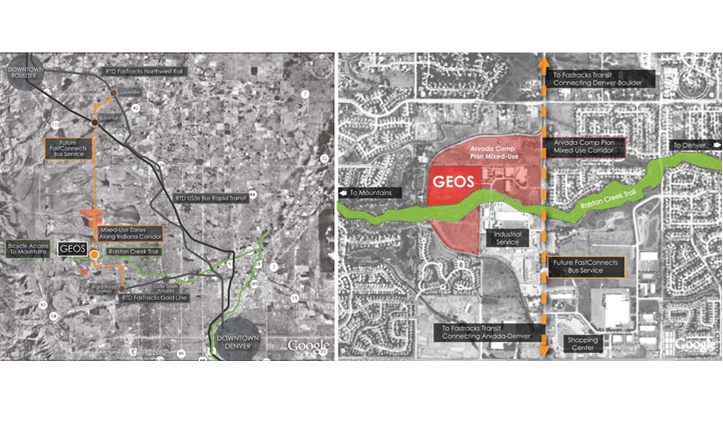 DOWNTOWN
BOULDER
RTD FasTracks Northwest Rail
Future
FastConnects
Bus Service
RTD US36 Bus Rapid Transit
Mixed-Use Zones
Along Indiana Corridor
Bicycle Access
To Mountains
GEOS
Ralston Creek Trail
RTD FasTracks Gold Line
DOWNTOWN
DENVER
Google
To Fastracks Transit
Connecting Denver-Boulder
Arvada Comp
Plan Mixed-Use
Arvada Comp Plan
Mixed-Use Corridor
To Denver
GEOS
To Mountains
Ralston Creek Trail
Industrial
Service
Future FastConnects
Bus Service
To Fastracks Transit
Connecting Arvada-Denver
Shopping
Center
Google